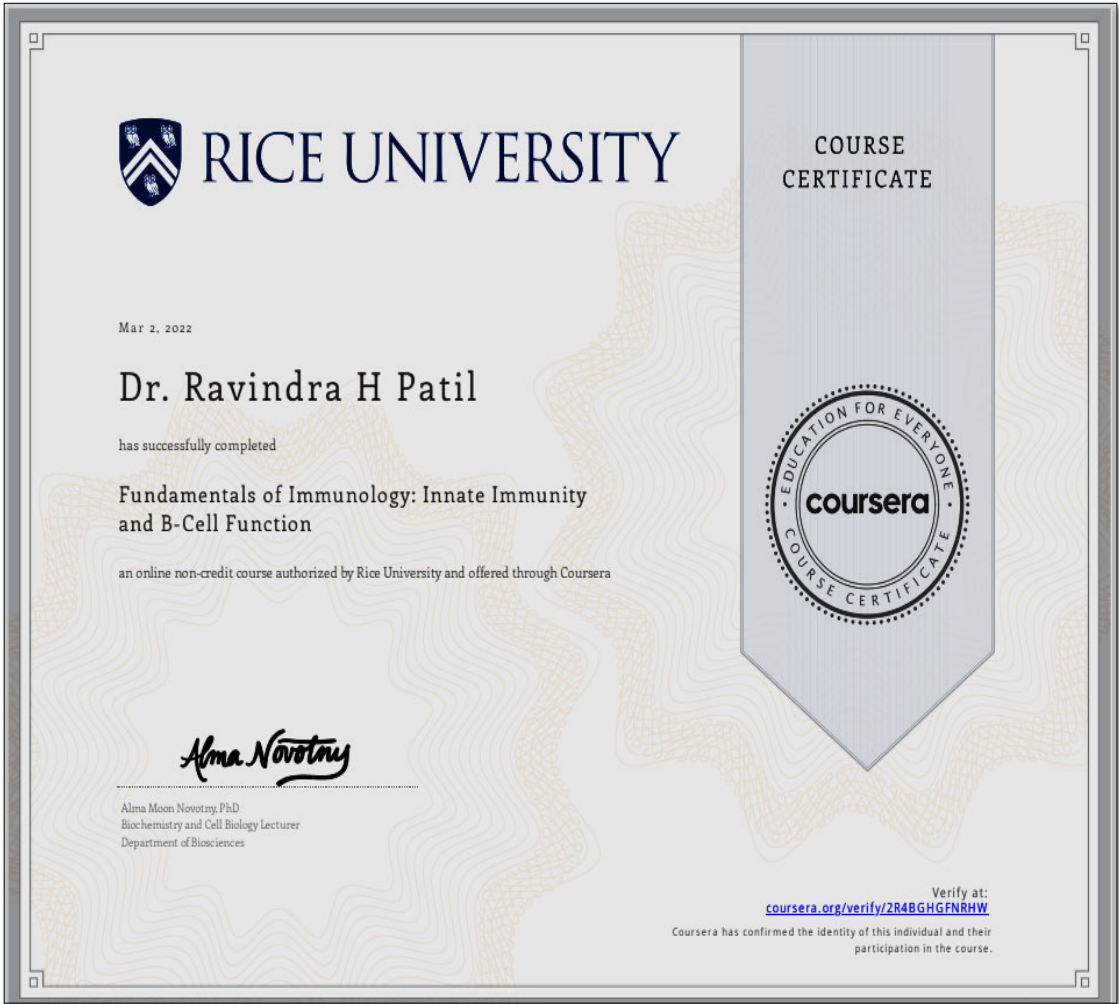 RICE UNIVERSITY
COURSE
CERTIFICATE
Mar 2, 2022
Dr. Ravindra H Patil
has successfully completed
Fundamentals of Immunology: Innate Immunity
and B-Cell Function
an online non-credit course authorized by Rice University and offered through Coursera
EDUCATION FOR EVERYONE
coursera
COURSE CERTIFICATE
Alma Novotny
Alma Moon Novotny, PhD
Biochemistry and Cell Biology Lecturer
Department of Biosciences
Verify at:
coursera.org/verify/2R4BGHGFNRHW
Coursera has confirmed the identity of this individual and their
participation in the course.